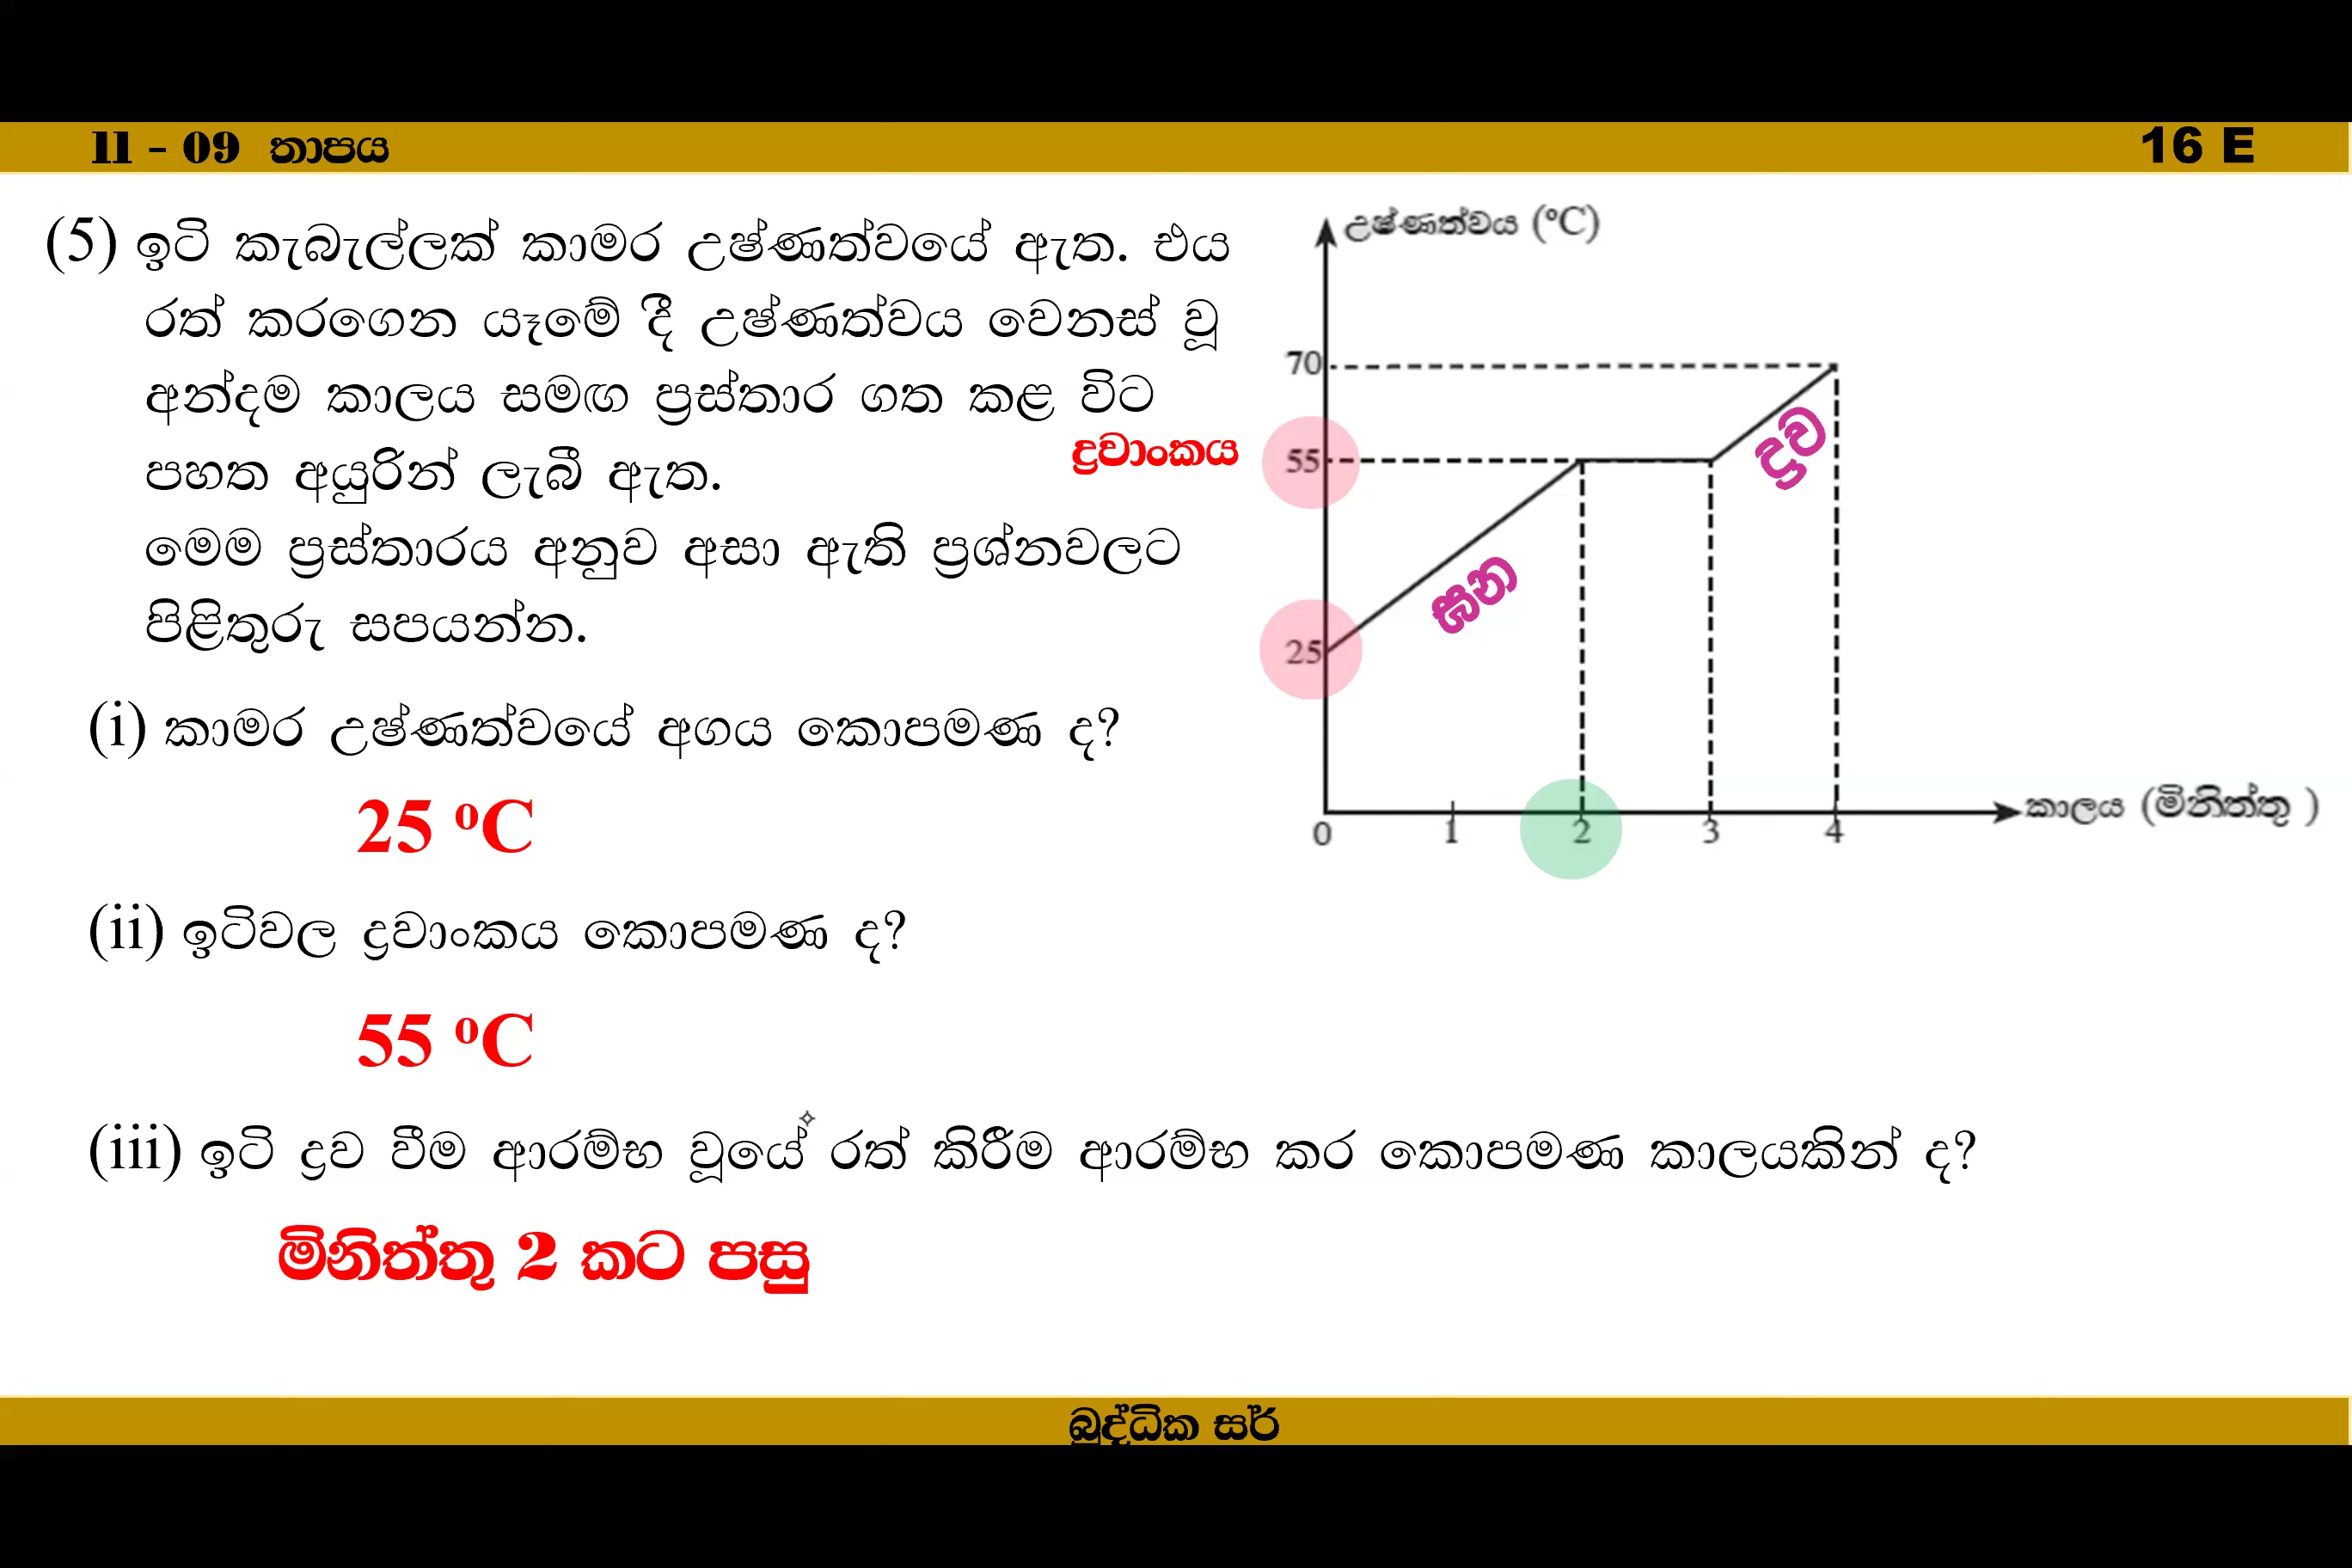 11 - 09 තාපය
16 E
(5) ඉටි කැබැල්ලක් කාමර උෂ්ණත්වයේ ඇත. එය
රත් කරගෙන යෑමේ දී උෂ්ණත්වය වෙනස් වූ
අන්දම කාලය සමඟ ප්‍රස්තාර ගත කළ විට
පහත අයුරින් ලැබී ඇත.
මෙම ප්‍රස්තාරය අනුව අසා ඇති ප්‍රශ්නවලට
පිළිතුරු සපයන්න.
උෂ්ණත්වය (°C)
70
ද්‍රවාංකය
55
25
ඝන
ද්‍රව
0 1 2 3 4
කාලය (මිනිත්තු )
(i) කාමර උෂ්ණත්වයේ අගය කොපමණ ද?
25 °C
(ii) ඉටිවල ද්‍රවාංකය කොපමණ ද?
55 °C
(iii) ඉටි ද්‍රව වීම ආරම්භ වූයේ රත් කිරීම ආරම්භ කර කොපමණ කාලයකින් ද?
මිනිත්තු 2 කට පසු
බුද්ධික සර්